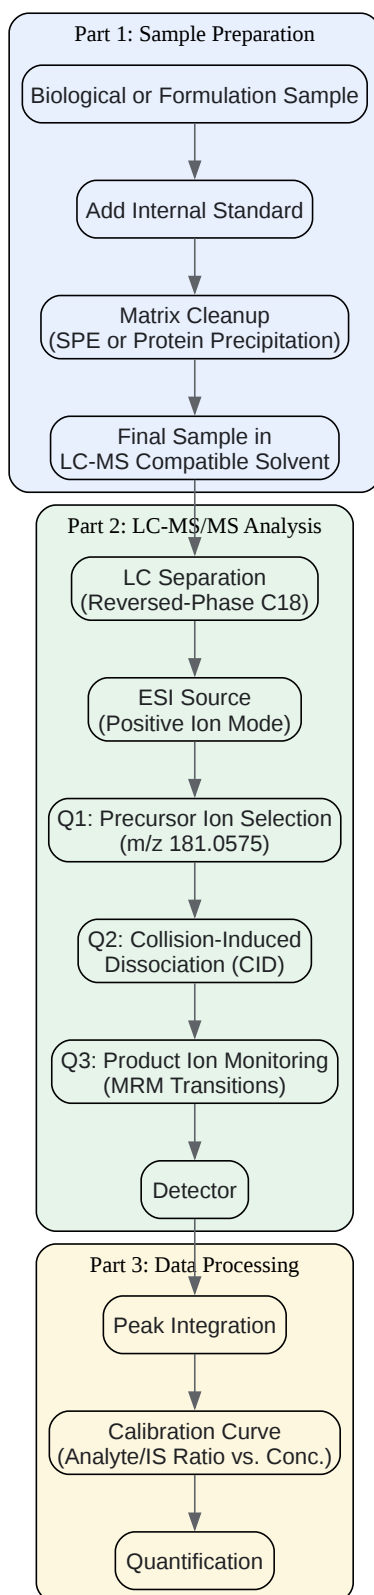 Part 1: Sample Preparation
Biological or Formulation Sample
Add Internal Standard
Matrix Cleanup
(SPE or Protein Precipitation)
Final Sample in
LC-MS Compatible Solvent
Part 2: LC-MS/MS Analysis
LC Separation
(Reversed-Phase C18)
ESI Source
(Positive Ion Mode)
Q1: Precursor Ion Selection
(m/z 181.0575)
Q2: Collision-Induced
Dissociation (CID)
Q3: Product Ion Monitoring
(MRM Transitions)
Detector
Part 3: Data Processing
Peak Integration
Calibration Curve
(Analyte/IS Ratio vs. Conc.)
Quantification